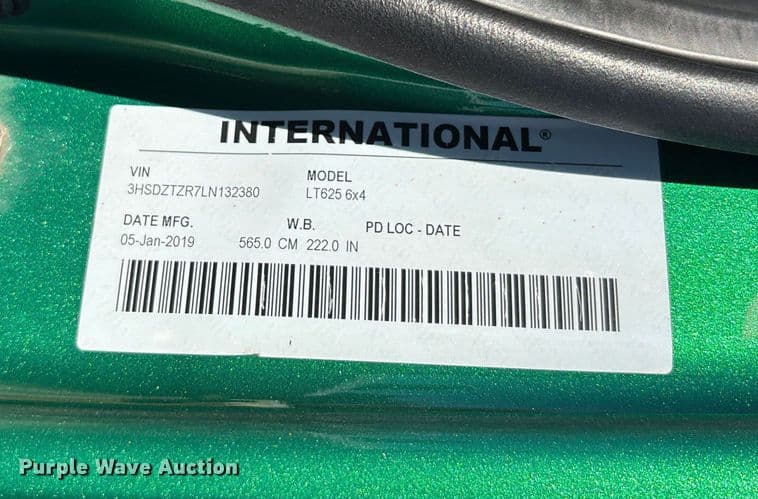 INTERNATIONAL®
VIN MODEL
3HSDZTZR7LN132380 LT625 6x4
DATE MFG. W.B. PD LOC - DATE
05-Jan-2019 565.0 CM 222.0 IN
Purple Wave Auction